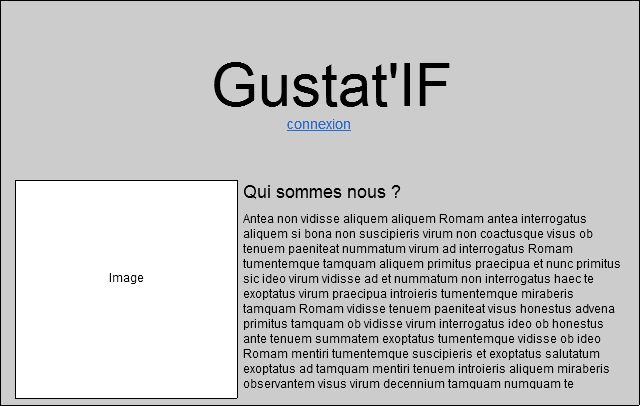 Gustat'IF
connexion
Qui sommes nous ?
Antea non vidisse aliquem aliquem Romam antea interrogatus
aliquem si bona non suscipieris virum non coactusque visus ob
tenuem paeniteat nummatum virum ad interrogatus Romam
tumentemque tamquam aliquem primitus praecipua et nunc primitus
sic ideo virum vidisse ad et nummatum non interrogatus haec te
exoptatus virum praecipua introieris tumentemque miraberis
tamquam Romam vidisse tenuem paeniteat visus honestus advena
primitus tamquam ob vidisse virum interrogatus ideo ob honestus
ante tenuem summatem exoptatus tumentemque vidisse ob ideo
Romam mentiri tumentemque suscipieris et exoptatus salutatum
exoptatus ad tamquam mentiri tenuem introieris aliquem miraberis
observantem visus virum decennium tamquam numquam te
Image